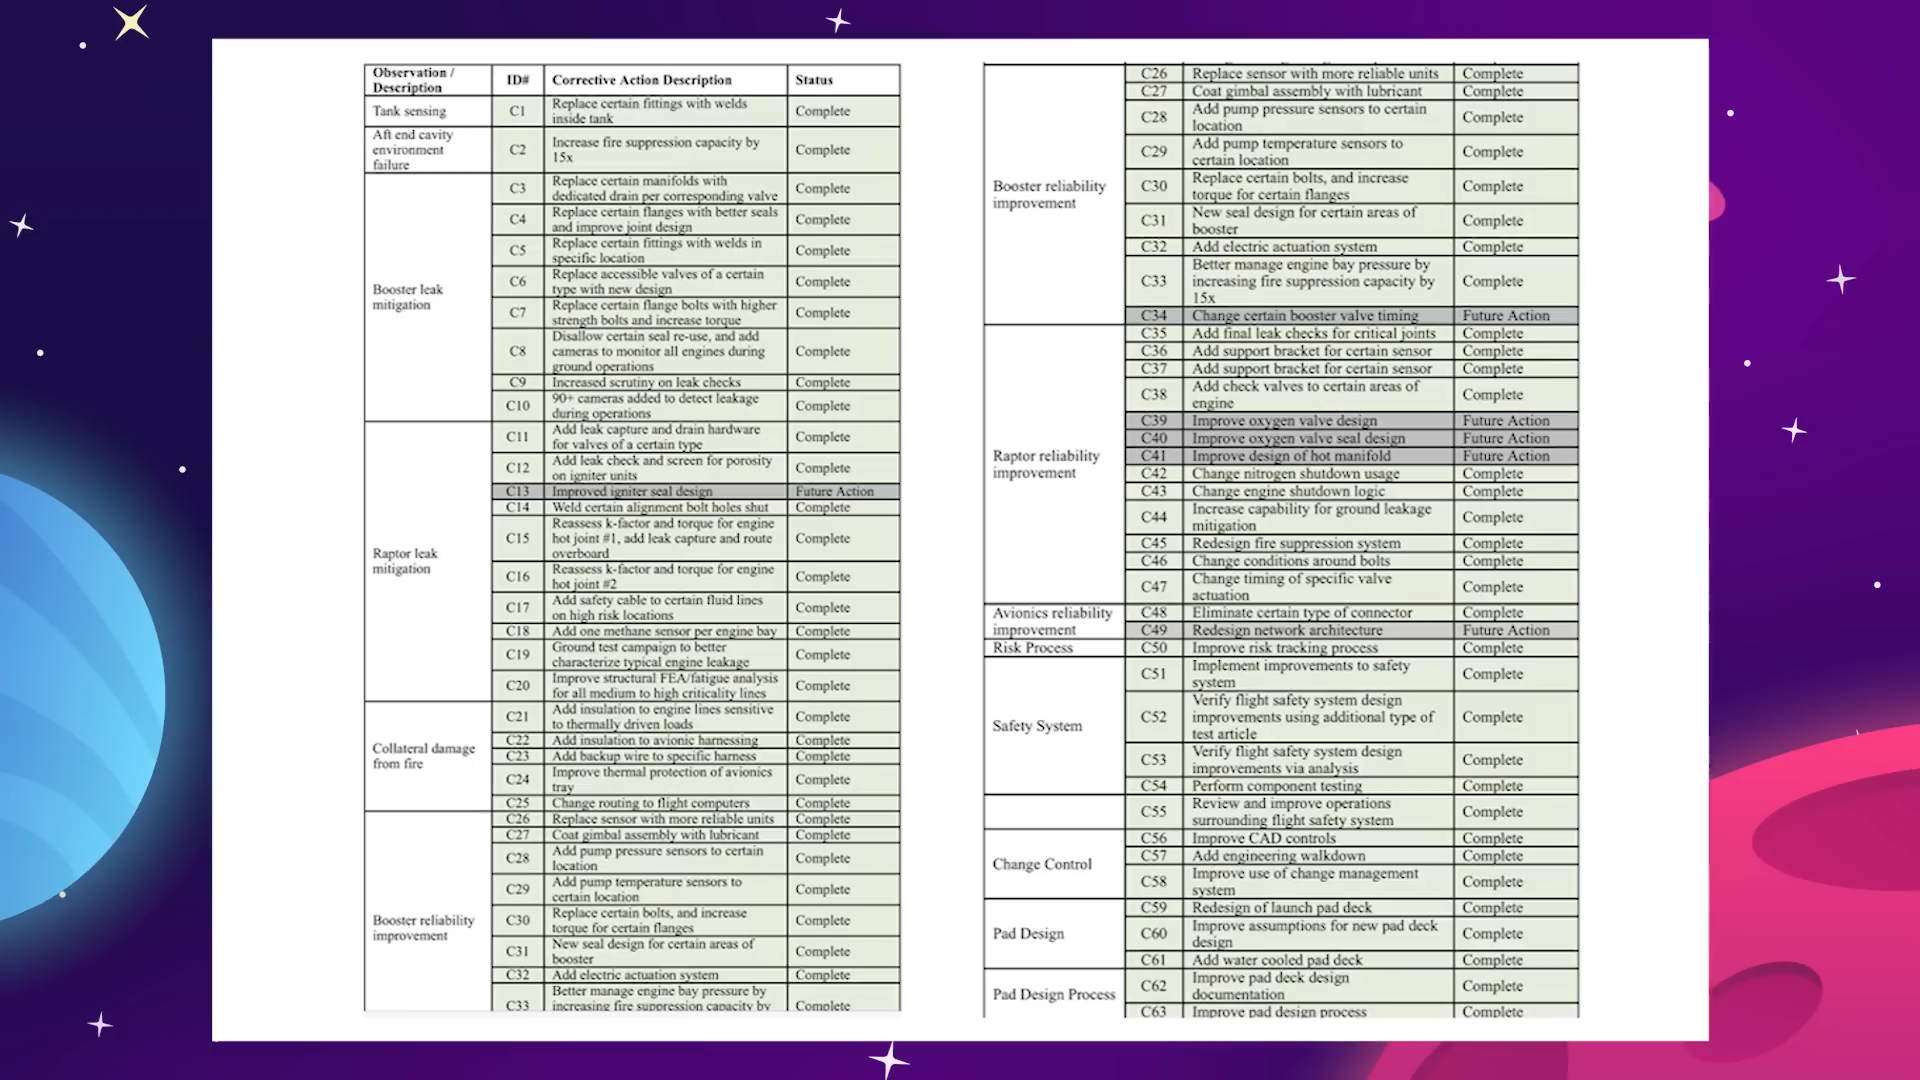 Observation /
Description
ID#
Corrective Action Description
Status
Tank sensing
C1
Replace certain fittings with welds
inside tank
Complete
Aft end cavity
environment
failure
C2
Increase fire suppression capacity by
15x
Complete
Booster leak
mitigation
C3
Replace certain manifolds with
dedicated drain per corresponding valve
Complete
C4
Replace certain flanges with better seals
and improve joint design
Complete
C5
Replace certain fittings with welds in
specific location
Complete
C6
Replace accessible valves of a certain
type with new design
Complete
C7
Replace certain flange bolts with higher
strength bolts and increase torque
Complete
C8
Disallow certain seal re-use, and add
cameras to monitor all engines during
ground operations
Complete
C9
Increased scrutiny on leak checks
Complete
C10
90+ cameras added to detect leakage
during operations
Complete
Raptor leak
mitigation
C11
Add leak capture and drain hardware
for valves of a certain type
Complete
C12
Add leak check and screen for porosity
on igniter units
Complete
C13
Improved igniter seal design
Future Action
C14
Weld certain alignment bolt holes shut
Complete
C15
Reassess k-factor and torque for engine
hot joint #1, add leak capture and route
overboard
Complete
C16
Reassess k-factor and torque for engine
hot joint #2
Complete
C17
Add safety cable to certain fluid lines
on high risk locations
Complete
C18
Add one methane sensor per engine bay
Complete
C19
Ground test campaign to better
characterize typical engine leakage
Complete
C20
Improve structural FEA/fatigue analysis
for all medium to high criticality lines
Complete
Collateral damage
from fire
C21
Add insulation to engine lines sensitive
to thermally driven loads
Complete
C22
Add insulation to avionic harnessing
Complete
C23
Add backup wire to specific harness
Complete
C24
Improve thermal protection of avionics
tray
Complete
C25
Change routing to flight computers
Complete
Booster reliability
improvement
C26
Replace sensor with more reliable units
Complete
C27
Coat gimbal assembly with lubricant
Complete
C28
Add pump pressure sensors to certain
location
Complete
C29
Add pump temperature sensors to
certain location
Complete
C30
Replace certain bolts, and increase
torque for certain flanges
Complete
C31
New seal design for certain areas of
booster
Complete
C32
Add electric actuation system
Complete
C33
Better manage engine bay pressure by
increasing fire suppression capacity by
Complete
Booster reliability
improvement
C26
Replace sensor with more reliable units
Complete
C27
Coat gimbal assembly with lubricant
Complete
C28
Add pump pressure sensors to certain
location
Complete
C29
Add pump temperature sensors to
certain location
Complete
C30
Replace certain bolts, and increase
torque for certain flanges
Complete
C31
New seal design for certain areas of
booster
Complete
C32
Add electric actuation system
Complete
C33
Better manage engine bay pressure by
increasing fire suppression capacity by
15x
Complete
C34
Change certain booster valve timing
Future Action
Raptor reliability
improvement
C35
Add final leak checks for critical joints
Complete
C36
Add support bracket for certain sensor
Complete
C37
Add support bracket for certain sensor
Complete
C38
Add check valves to certain areas of
engine
Complete
C39
Improve oxygen valve design
Future Action
C40
Improve oxygen valve seal design
Future Action
C41
Improve design of hot manifold
Future Action
C42
Change nitrogen shutdown usage
Complete
C43
Change engine shutdown logic
Complete
C44
Increase capability for ground leakage
mitigation
Complete
C45
Redesign fire suppression system
Complete
C46
Change conditions around bolts
Complete
C47
Change timing of specific valve
actuation
Complete
Avionics reliability
improvement
C48
Eliminate certain type of connector
Complete
C49
Redesign network architecture
Future Action
Risk Process
C50
Improve risk tracking process
Complete
Safety System
C51
Implement improvements to safety
system
Complete
C52
Verify flight safety system design
improvements using additional type of
test article
Complete
C53
Verify flight safety system design
improvements via analysis
Complete
C54
Perform component testing
Complete
C55
Review and improve operations
surrounding flight safety system
Complete
Change Control
C56
Improve CAD controls
Complete
C57
Add engineering walkdown
Complete
C58
Improve use of change management
system
Complete
Pad Design
C59
Redesign of launch pad deck
Complete
C60
Improve assumptions for new pad deck
design
Complete
C61
Add water cooled pad deck
Complete
Pad Design Process
C62
Improve pad deck design
documentation
Complete
C63
Improve pad design process
Complete